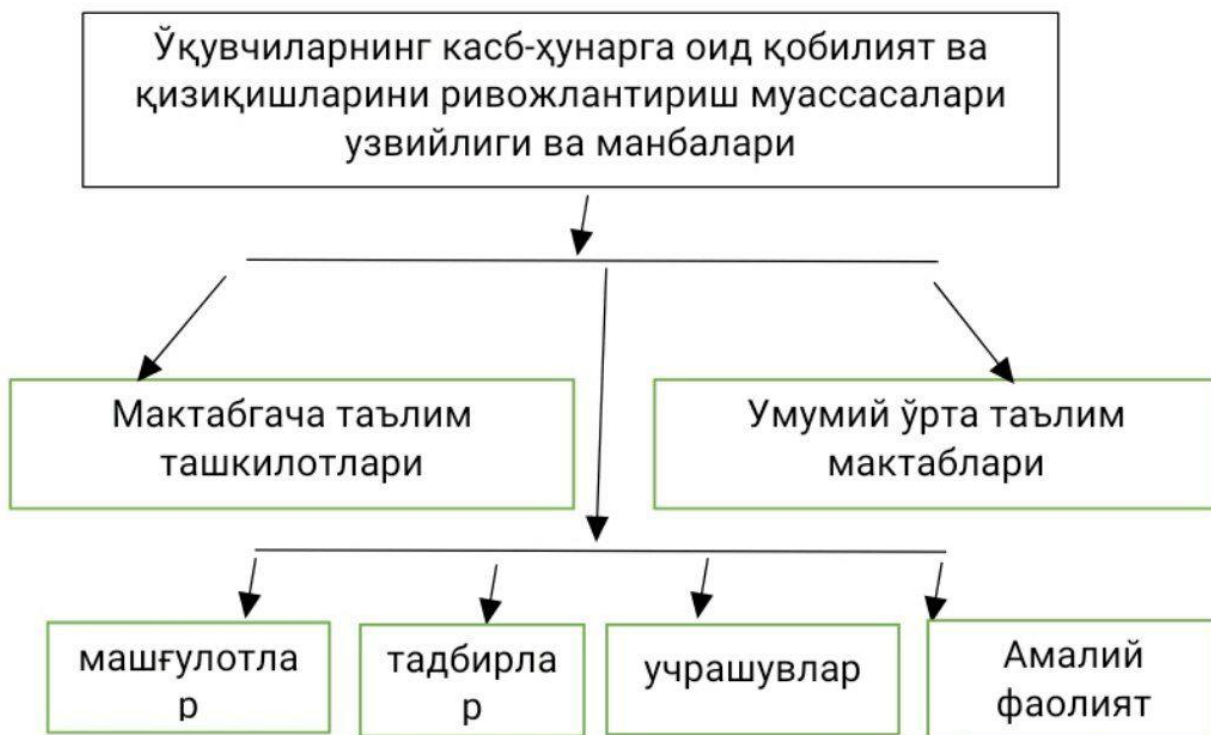 Ўқувчиларнинг касб-ҳунарга оид қобилият ва
қизиқишларини ривожлантириш муассасалари
узвийлиги ва манбалари
Мактабгача таълим
ташкилотлари
Умумий ўрта таълим
мактаблари
машғулотла
р
тадбирла
р
учрашувлар
Амалий
фаолият